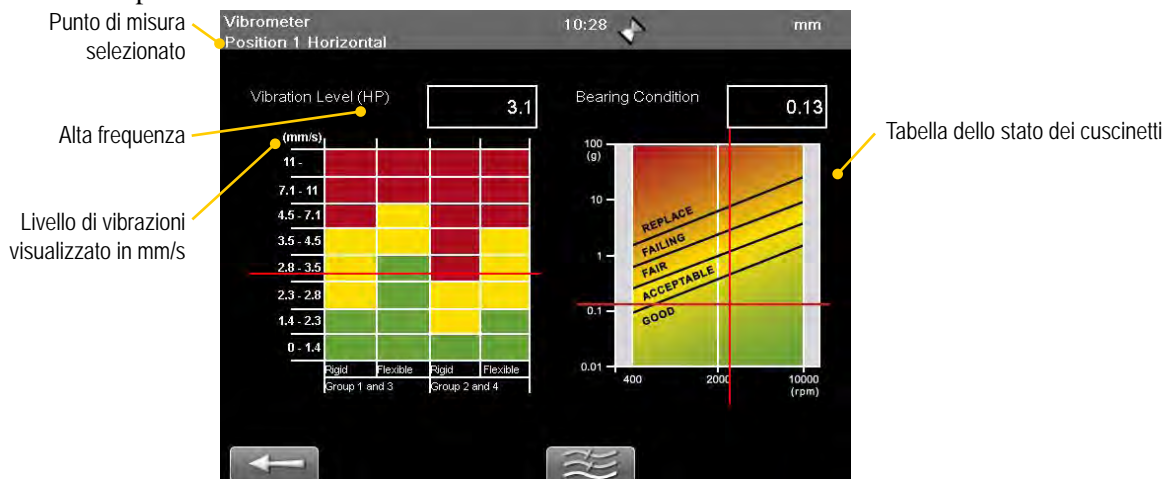 Punto di misura
selezionato
Alta frequenza
Livello di vibrazioni
visualizzato in mm/s
Vibrometer
Position 1 Horizontal
10:28
mm
Vibration Level (HP)
3.1
(mm/s)
11 -
7.1 - 11
4.5 - 7.1
3.5 - 4.5
2.8 - 3.5
2.3 - 2.8
1.4 - 2.3
0 - 1.4
Rigid Flexible Rigid Flexible
Group 1 and 3 Group 2 and 4
Bearing Condition
0.13
100
(g)
10
1
0.1
0.01
REPLACE
FAILING
FAIR
ACCEPTABLE
GOOD
400 2000 10000
(rpm)
Tabella dello stato dei cuscinetti